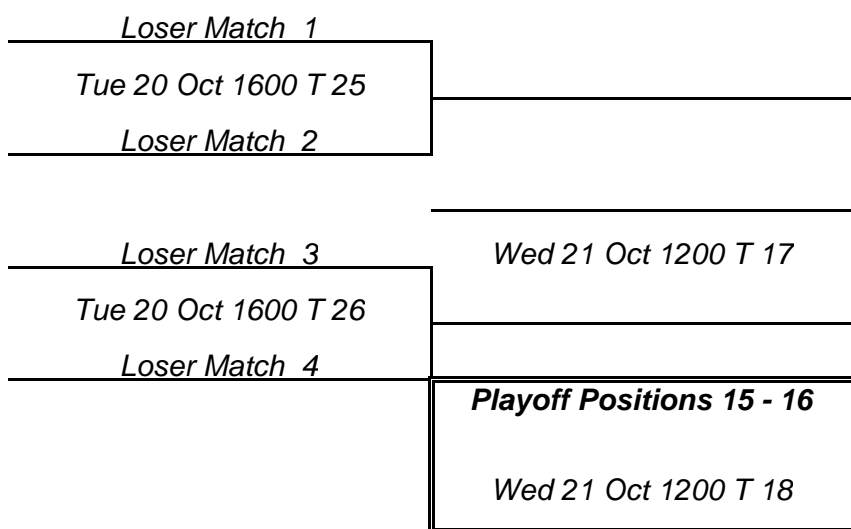 Loser Match 1
Tue 20 Oct 1600 T 25
Loser Match 2
Loser Match 3
Wed 21 Oct 1200 T 17
Tue 20 Oct 1600 T 26
Loser Match 4
Playoff Positions 15 - 16
Wed 21 Oct 1200 T 18